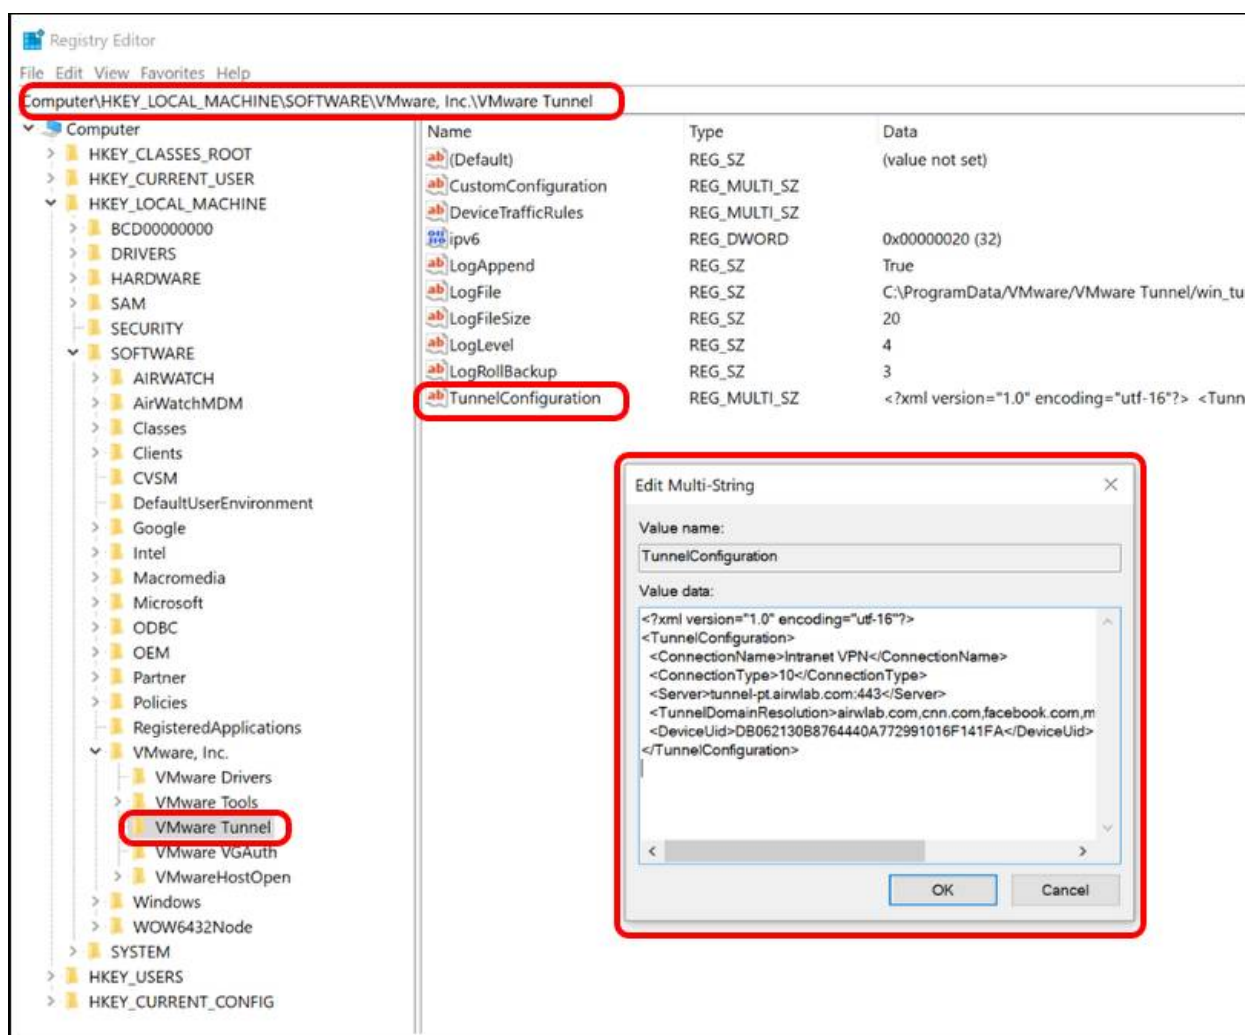 Registry Editor
File Edit View Favorites Help
Computer\HKEY_LOCAL_MACHINE\SOFTWARE\VMware, Inc.\VMware Tunnel
Computer
HKEY_CLASSES_ROOT
HKEY_CURRENT_USER
HKEY_LOCAL_MACHINE
BCD00000000
DRIVERS
HARDWARE
SAM
SECURITY
SOFTWARE
AIRWATCH
AirWatchMDM
Classes
Clients
CVSM
DefaultUserEnvironment
Google
Intel
Macromedia
Microsoft
ODBC
OEM
Partner
Policies
RegisteredApplications
VMware, Inc.
VMware Drivers
VMware Tools
VMware Tunnel
VMware VGAuth
VMwareHostOpen
Windows
WOW6432Node
SYSTEM
HKEY_USERS
HKEY_CURRENT_CONFIG
Name Type Data
(Default) REG_SZ (value not set)
CustomConfiguration REG_MULTI_SZ
DeviceTrafficRules REG_MULTI_SZ
ipv6 REG_DWORD 0x00000020 (32)
LogAppend REG_SZ True
LogFile REG_SZ C:\ProgramData/VMware/VMware Tunnel/win_tu
LogFileSize REG_SZ 20
LogLevel REG_SZ 4
LogRollBackup REG_SZ 3
TunnelConfiguration REG_MULTI_SZ <?xml version="1.0" encoding="utf-16"?> <Tunn
Edit Multi-String
Value name:
TunnelConfiguration
Value data:
<?xml version="1.0" encoding="utf-16"?>
<TunnelConfiguration>
<ConnectionName>Intranet VPN</ConnectionName>
<ConnectionType>10</ConnectionType>
<Server>tunnel-pt.airwlab.com:443</Server>
<TunnelDomainResolution>airwlab.com,cnn.com,facebook.com,m
<DeviceUid>DB062130B8764440A772991016F141FA</DeviceUid>
</TunnelConfiguration>
OK Cancel